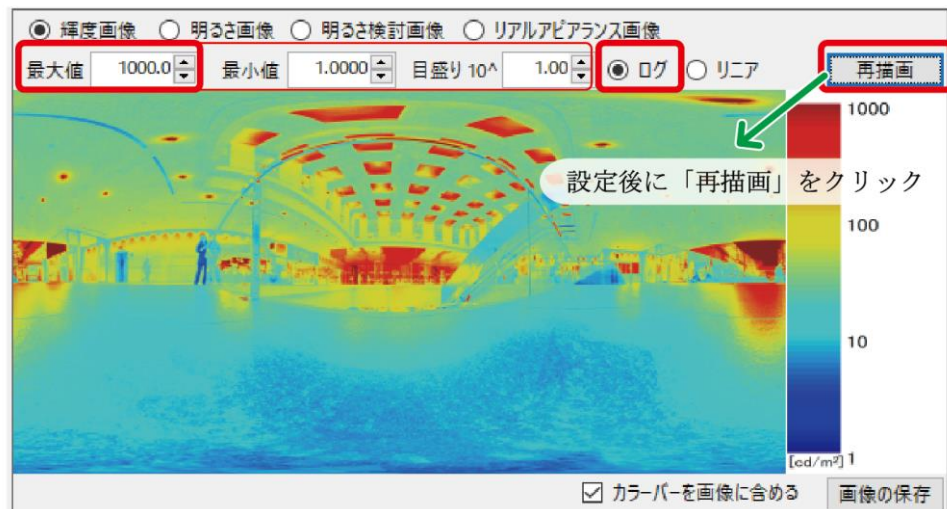 輝度画像 明るさ画像 明るさ検討画像 リアルアピアランス画像
最大値 1000.0 最小値 1.0000 目盛り 10^ 1.00 ログ リニア 再描画
1000
設定後に「再描画」をクリック
100
10
[cd/m²] 1
カラーバーを画像に含める 画像の保存